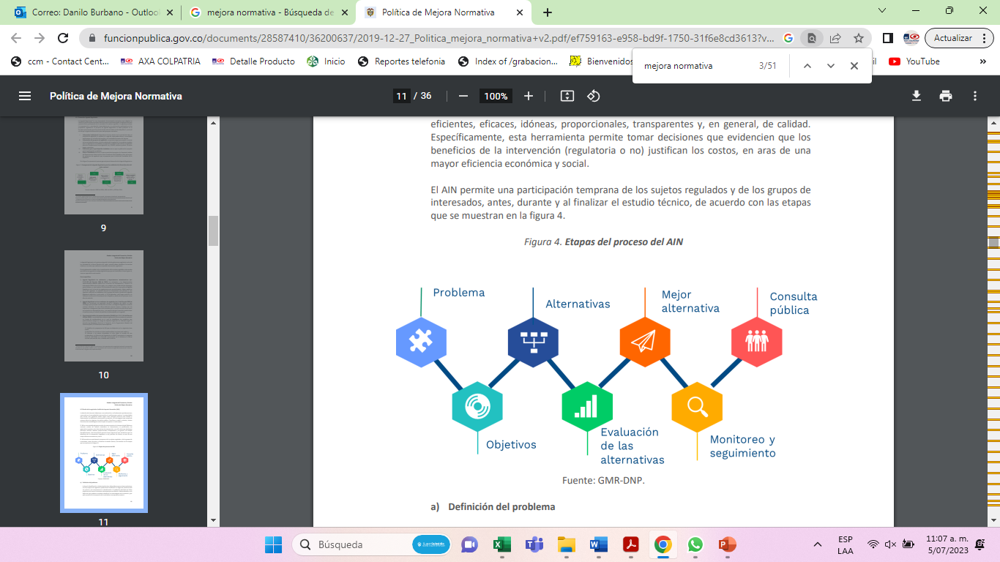 Correo: Danilo Burbano - Outlool
mejora normativa - Búsqueda de
Política de Mejora Normativa
funcionpublica.gov.co/documents/28587410/36200637/2019-12-27_Politica_mejora_normativa+v2.pdf/ef759163-e958-bd9f-1750-31f6e8cd3613?v...
Actualizar
ccm - Contact Cent...
AXA COLPATRIA
Detalle Producto
Inicio
Reportes telefonia
Index of /grabacion...
Bienvenidos
il
YouTube
»
mejora normativa
3/51
Política de Mejora Normativa
11 / 36
100%
9
10
11
eficientes, eficaces, idóneas, proporcionales, transparentes y, en general, de calidad.
Específicamente, esta herramienta permite tomar decisiones que evidencien que los
beneficios de la intervención (regulatoria o no) justifican los costos, en aras de una
mayor eficiencia económica y social.
El AIN permite una participación temprana de los sujetos regulados y de los grupos de
interesados, antes, durante y al finalizar el estudio técnico, de acuerdo con las etapas
que se muestran en la figura 4.
Figura 4. Etapas del proceso del AIN
Problema
Alternativas
Mejor
alternativa
Consulta
pública
Objetivos
Evaluación
de las
alternativas
Monitoreo y
seguimiento
Fuente: GMR-DNP.
a) Definición del problema
Búsqueda
ESP
LAA
11:07 a. m.
5/07/2023